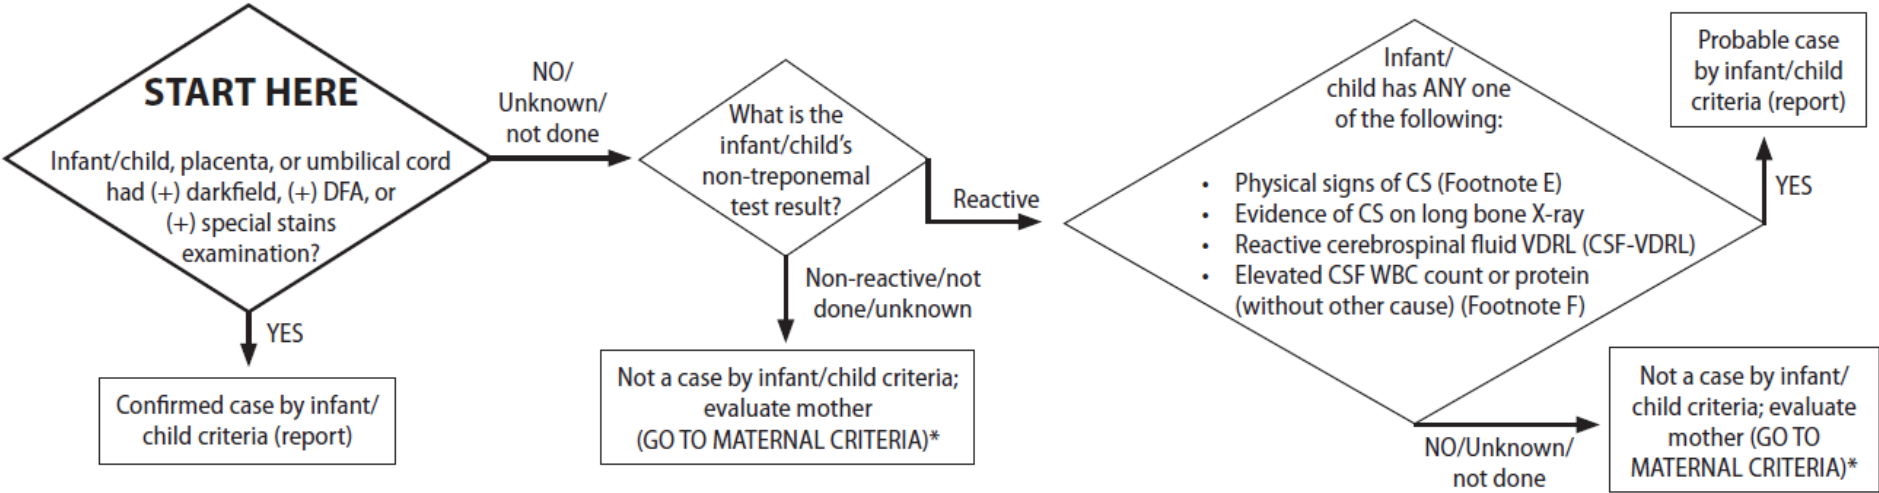 START HERE
Infant/child, placenta, or umbilical cord
had (+) darkfield, (+) DFA, or
(+) special stains
examination?
YES
Confirmed case by infant/
child criteria (report)
NO/
Unknown/
not done
What is the
infant/child’s
non-treponemal
test result?
Non-reactive/not
done/unknown
Not a case by infant/child criteria;
evaluate mother
(GO TO MATERNAL CRITERIA)*
Reactive
Infant/
child has ANY one
of the following:
• Physical signs of CS (Footnote E)
• Evidence of CS on long bone X-ray
• Reactive cerebrospinal fluid VDRL (CSF-VDRL)
• Elevated CSF WBC count or protein
(without other cause) (Footnote F)
YES
Probable case
by infant/child
criteria (report)
NO/Unknown/
not done
Not a case by infant/
child criteria; evaluate
mother (GO TO
MATERNAL CRITERIA)*